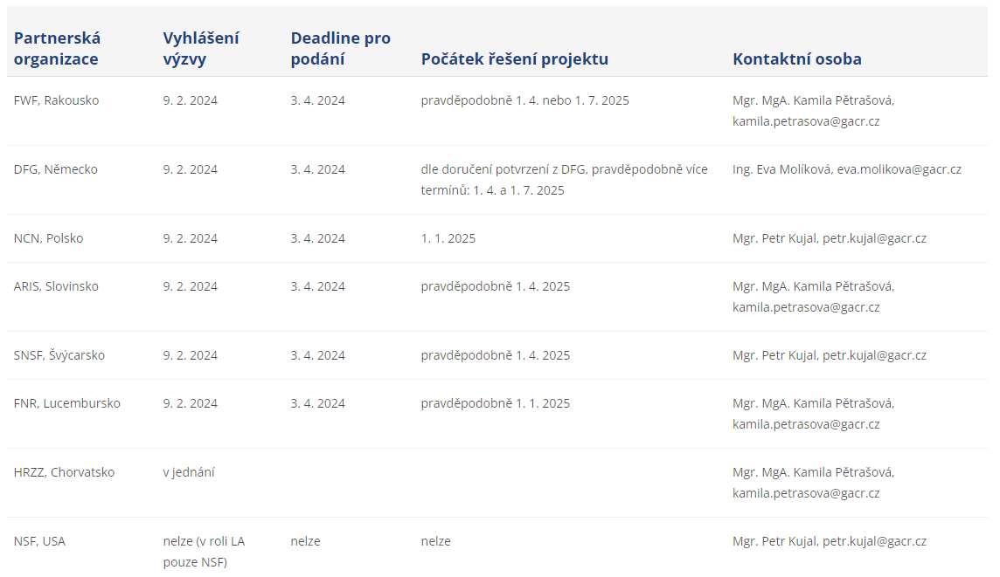 Partnerská organizace Vyhlášení výzvy Deadline pro podání Počátek řešení projektu Kontaktní osoba
FWF, Rakousko 9. 2. 2024 3. 4. 2024 pravděpodobně 1. 4. nebo 1. 7. 2025 Mgr. MgA. Kamila Pětrašová,
kamila.petrasova@gacr.cz
DFG, Německo 9. 2. 2024 3. 4. 2024 dle doručení potvrzení z DFG, pravděpodobně více Ing. Eva Molíková, eva.molikova@gacr.cz
termínů: 1. 4. a 1. 7. 2025
NCN, Polsko 9. 2. 2024 3. 4. 2024 1. 1. 2025 Mgr. Petr Kujal, petr.kujal@gacr.cz
ARIS, Slovinsko 9. 2. 2024 3. 4. 2024 pravděpodobně 1. 4. 2025 Mgr. MgA. Kamila Pětrašová,
kamila.petrasova@gacr.cz
SNSF, Švýcarsko 9. 2. 2024 3. 4. 2024 pravděpodobně 1. 4. 2025 Mgr. Petr Kujal, petr.kujal@gacr.cz
FNR, Lucembursko 9. 2. 2024 3. 4. 2024 pravděpodobně 1. 1. 2025 Mgr. MgA. Kamila Pětrašová,
kamila.petrasova@gacr.cz
HRZZ, Chorvatsko v jednání Mgr. MgA. Kamila Pětrašová,
kamila.petrasova@gacr.cz
NSF, USA nelze (v roli LA nelze nelze Mgr. Petr Kujal, petr.kujal@gacr.cz
pouze NSF)